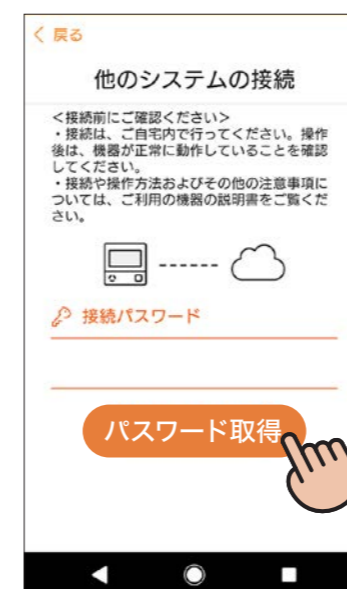 戻る
他のシステムの接続
<接続前にご確認ください>
・接続は、ご自宅内で行ってください。操作
後は、機器が正常に動作していることを確認
してください。
・接続や操作方法およびその他の注意事項に
ついては、ご利用の機器の説明書をご覧くだ
さい。
接続パスワード
パスワード取得